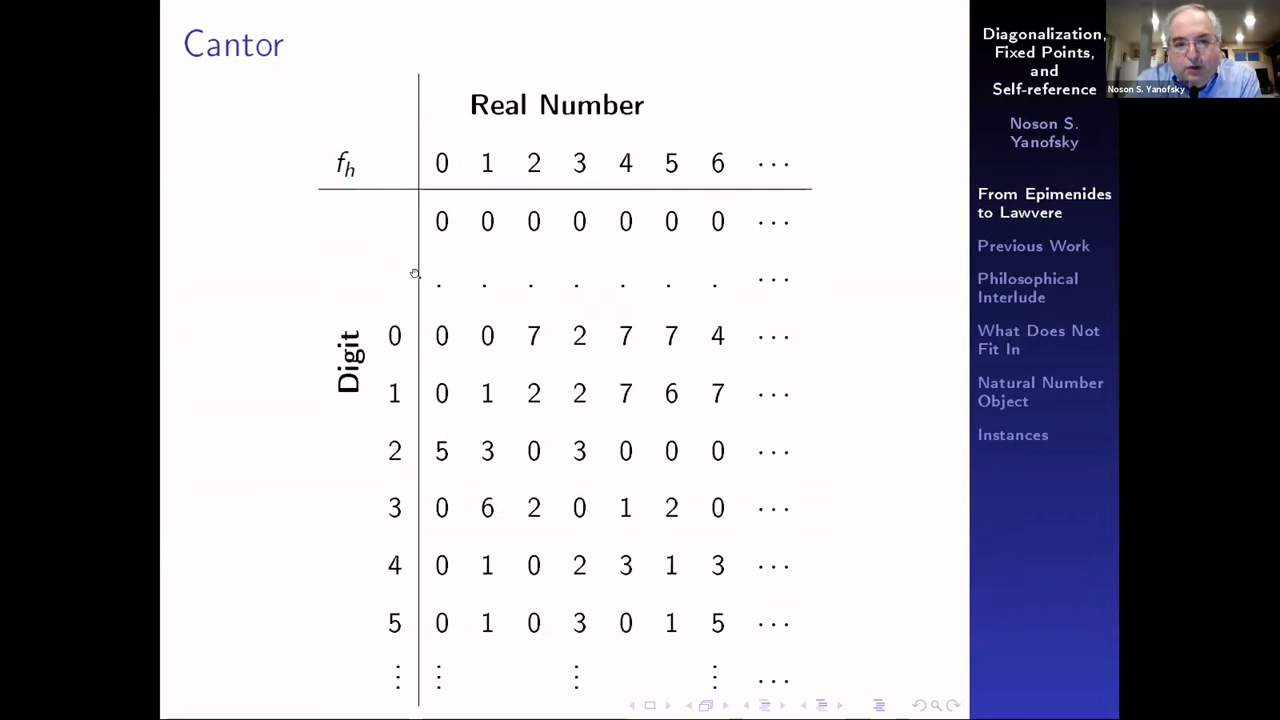 Cantor
Real Number
f_h 0 1 2 3 4 5 6 ···
0 0 0 0 0 0 0 ···
. . . . . . . ···
Digit
0 0 0 7 2 7 7 4 ···
1 0 1 2 2 7 6 7 ···
2 5 3 0 3 0 0 0 ···
3 0 6 2 0 1 2 0 ···
4 0 1 0 2 3 1 3 ···
5 0 1 0 3 0 1 5 ···
⋮ ⋮ ⋮ ⋮ ···
Diagonalization,
Fixed Points,
and
Self-reference
Noson S.
Yanofsky
From Epimenides
to Lawvere
Previous Work
Philosophical
Interlude
What Does Not
Fit In
Natural Number
Object
Instances
Noson S. Yanofsky